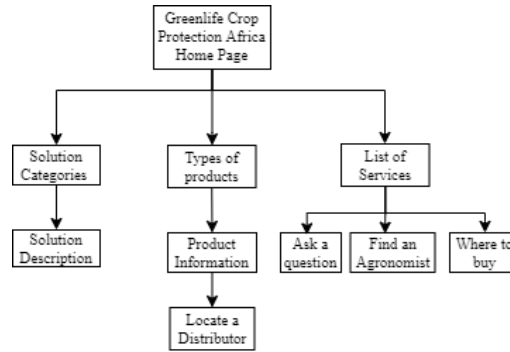 Greenlife Crop
Protection Africa
Home Page
Solution
Categories
Types of
products
List of
Services
Solution
Description
Product
Information
Ask a
question
Find an
Agronomist
Where to
buy
Locate a
Distributor